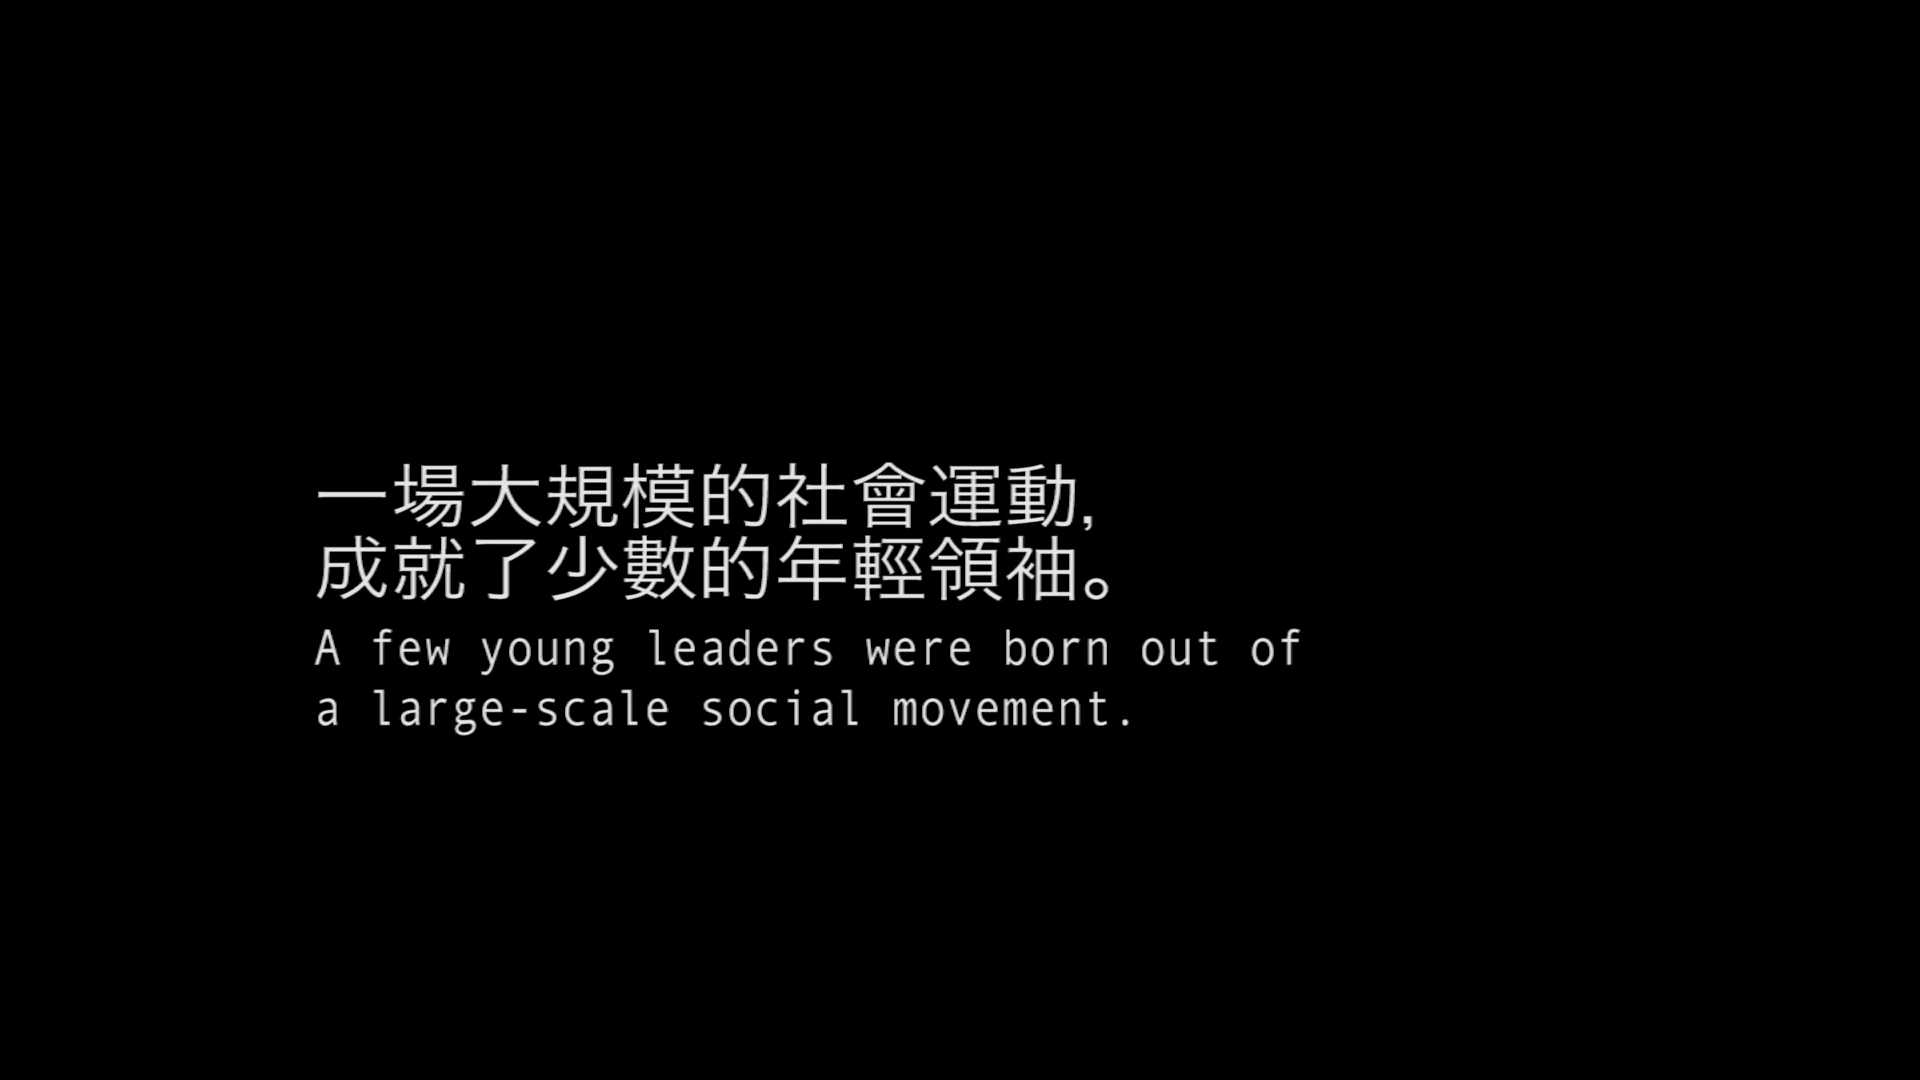 一場大規模的社會運動,
成就了少數的年輕領袖。
A few young leaders were born out of
a large-scale social movement.